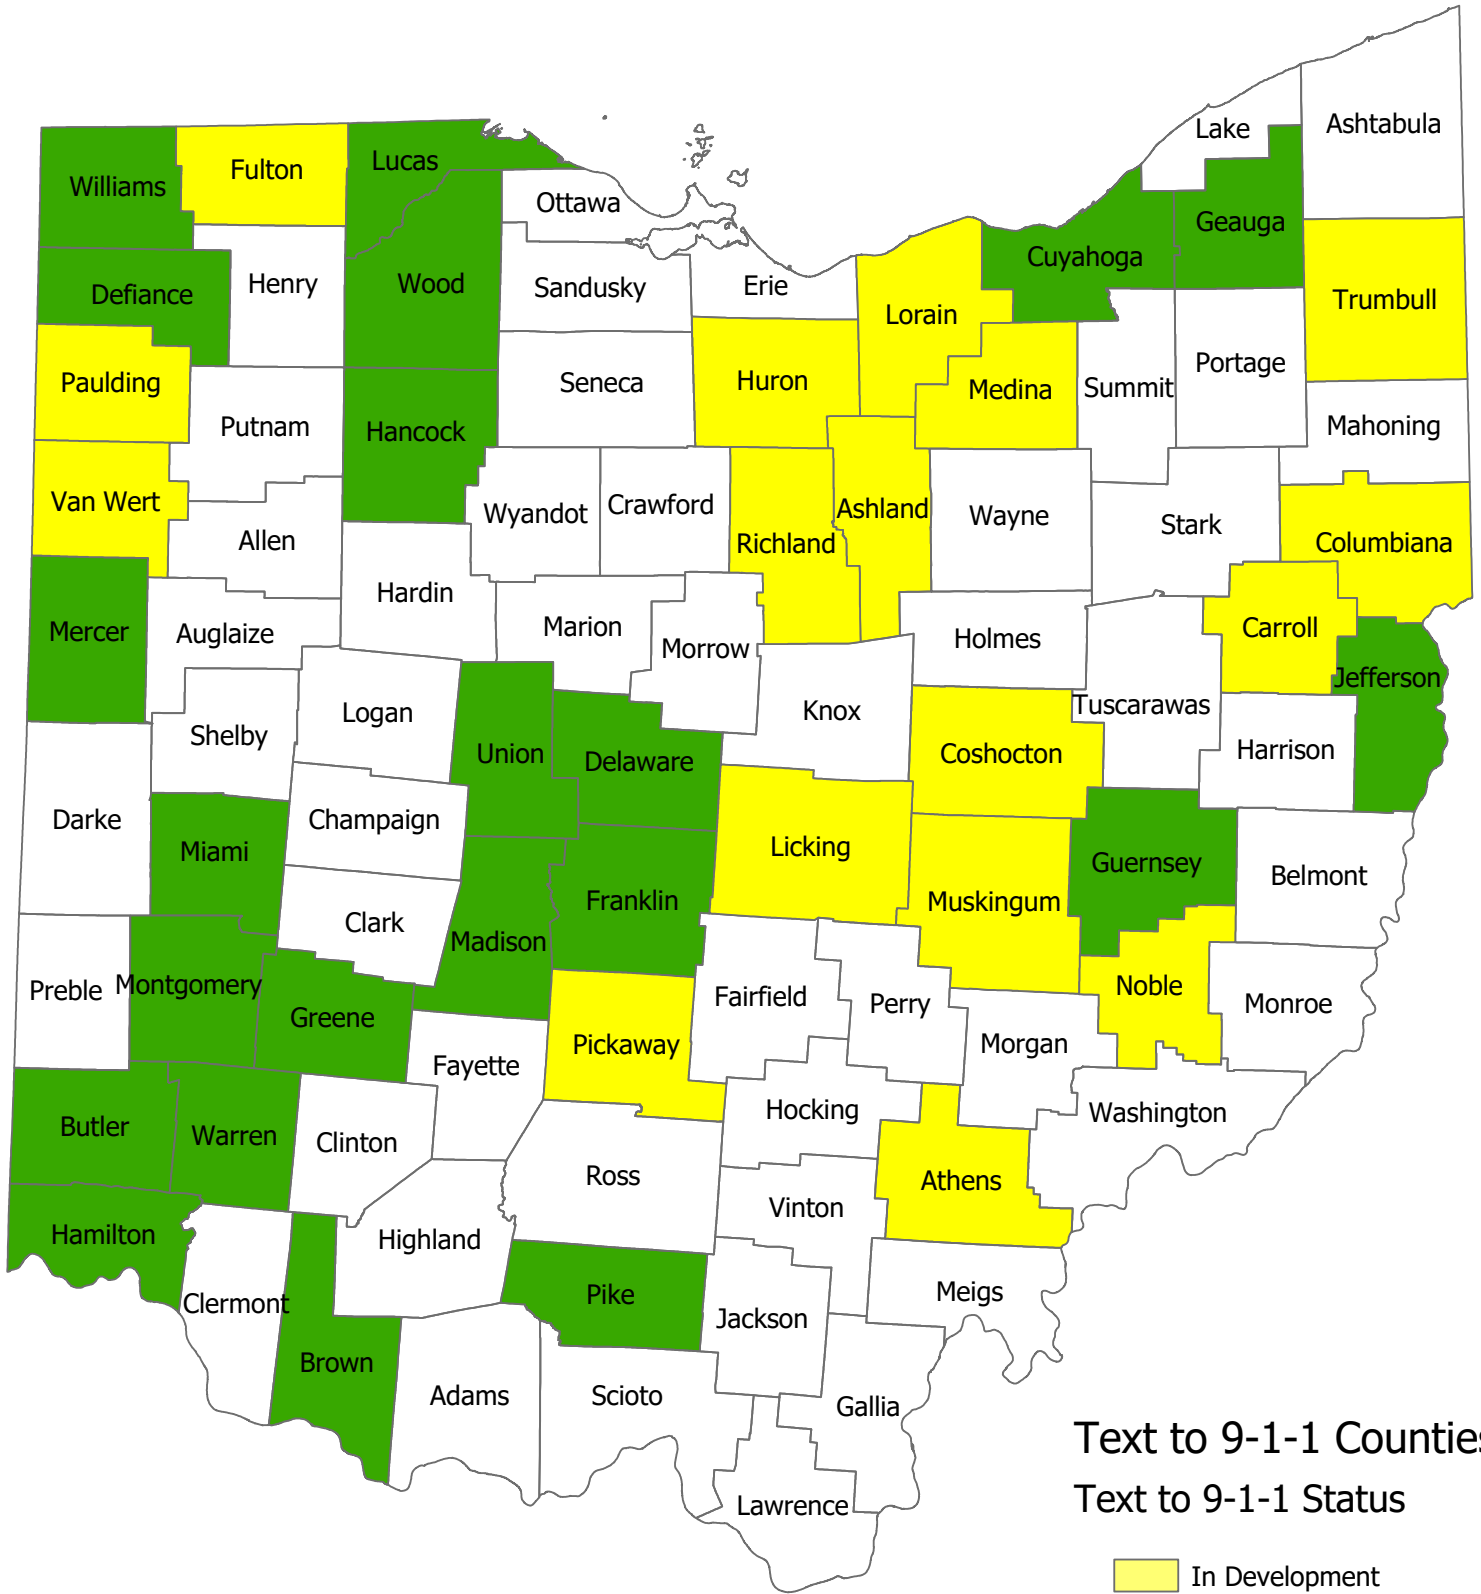 Lake
Ashtabula
Lucas
Fulton
Williams
Ottawa
Geauga
Cuyahoga
Henry
Wood
Sandusky
Erie
Defiance
Lorain
Trumbull
Paulding
Seneca
Huron
Medina
Summit
Portage
Putnam
Hancock
Mahoning
Van Wert
Allen
Wyandot
Crawford
Richland
Ashland
Wayne
Stark
Columbiana
Mercer
Auglaize
Hardin
Marion
Morrow
Holmes
Carroll
Jefferson
Shelby
Logan
Union
Delaware
Knox
Coshocton
Tuscarawas
Harrison
Darke
Miami
Champaign
Licking
Guernsey
Belmont
Clark
Madison
Franklin
Muskingum
Preble
Montgomery
Greene
Fairfield
Perry
Noble
Monroe
Fayette
Pickaway
Morgan
Butler
Warren
Clinton
Hocking
Washington
Ross
Athens
Vinton
Hamilton
Highland
Clermont
Pike
Jackson
Meigs
Brown
Adams
Scioto
Gallia
Lawrence
Text to 9-1-1 Counties
Text to 9-1-1 Status
In Development